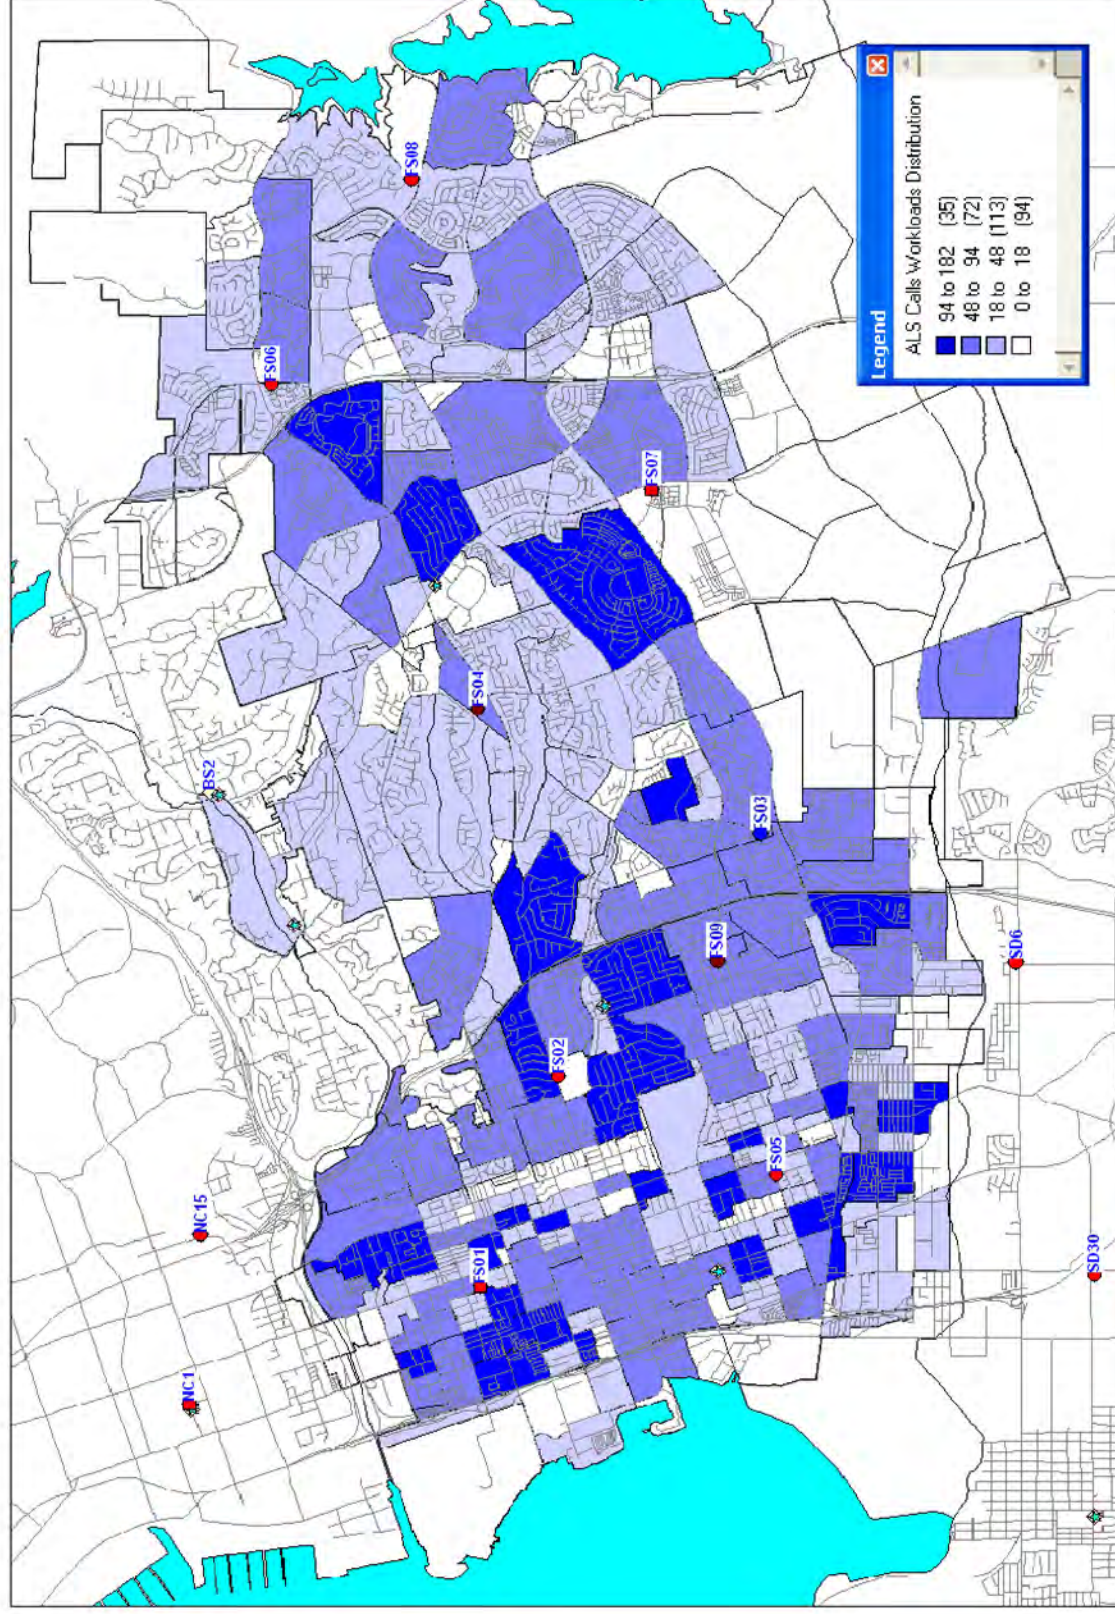 FS08
FS06
FS07
BS2
FS04
FS03
FS09
SD6
FS02
NC15
FS05
FS01
SD30
NC1
Legend
ALS Calls Workloads Distribution
94 to 182 (35)
48 to 94 (72)
18 to 48 (113)
0 to 18 (94)